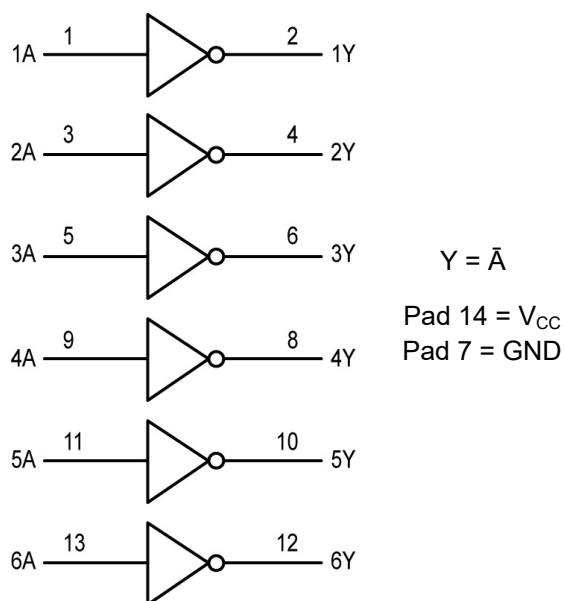 1A 1 2 1Y
2A 3 4 2Y
3A 5 6 3Y
Y = Ā
4A 9 8 4Y
Pad 14 = VCC
Pad 7 = GND
5A 11 10 5Y
6A 13 12 6Y